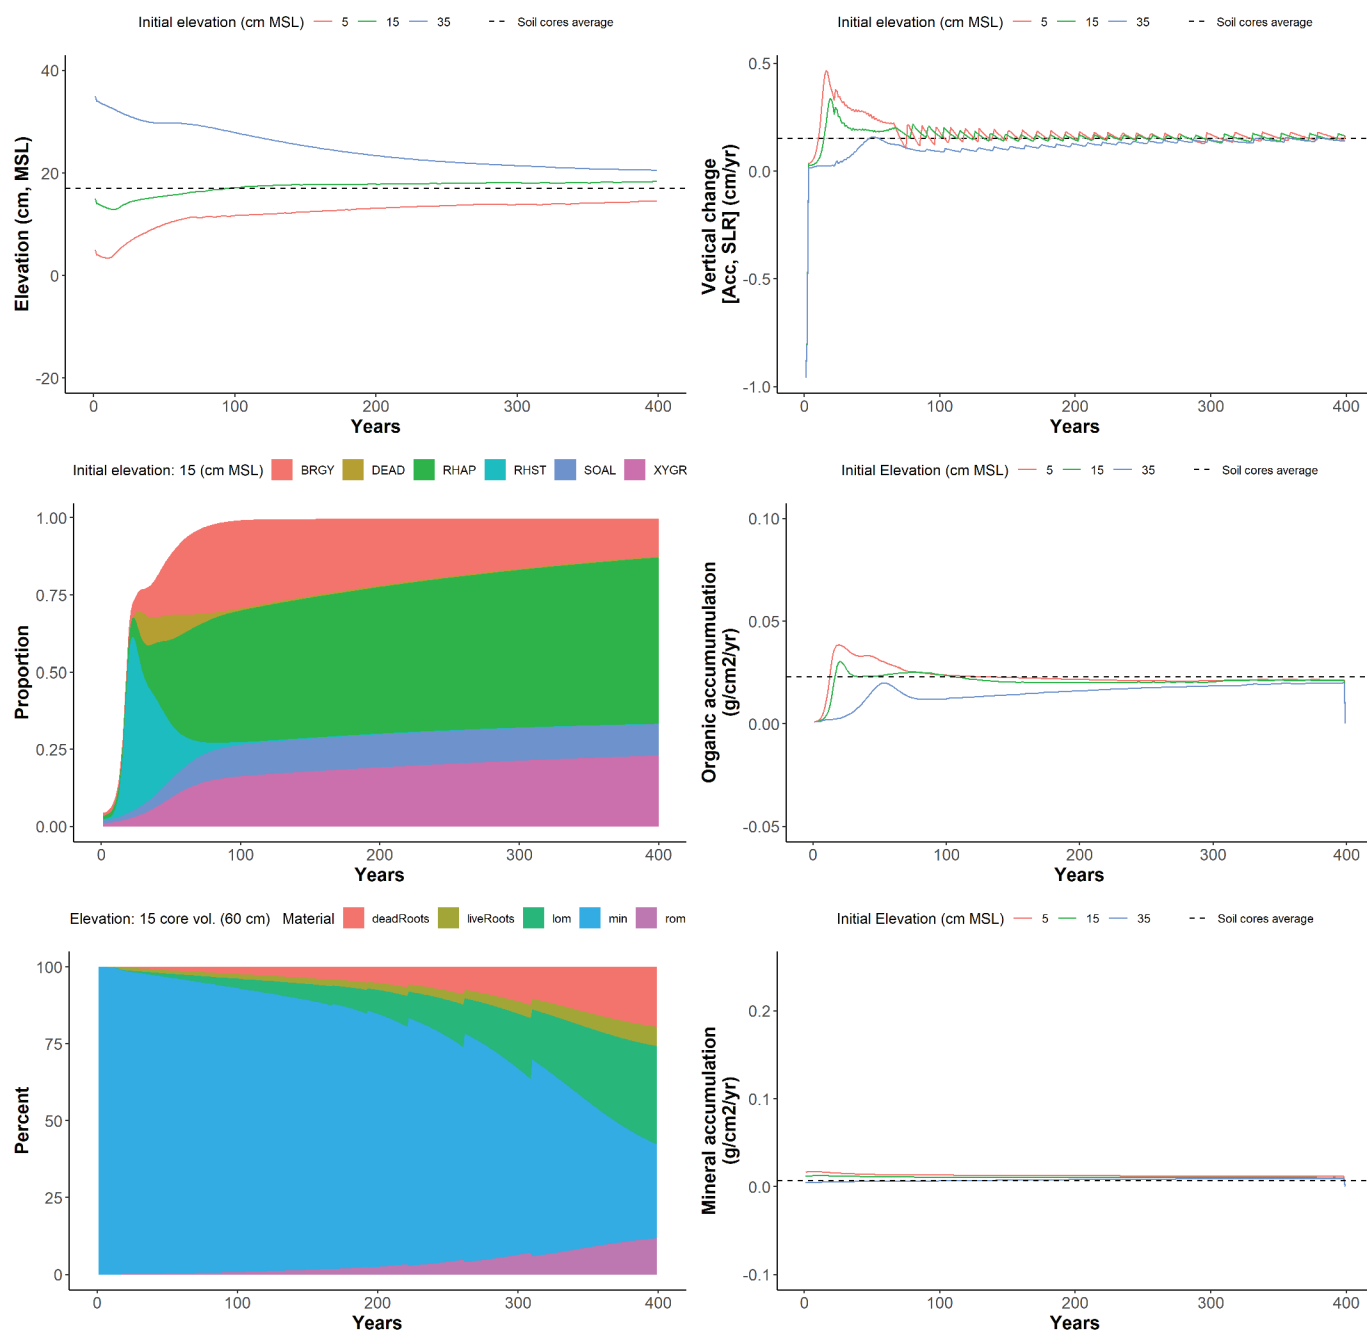 Initial elevation (cm MSL) 5 15 35 Soil cores average
40
20
0
-20
Elevation (cm, MSL)
0 100 200 300 400
Years
Initial elevation (cm MSL) 5 15 35 Soil cores average
0.5
0.0
-0.5
-1.0
Vertical change
[Acc, SLR] (cm/yr)
0 100 200 300 400
Years
Initial elevation: 15 (cm MSL) BRGY DEAD RHAP RHST SOAL XYGR
1.00
0.75
0.50
0.25
0.00
Proportion
0 100 200 300 400
Years
Initial Elevation (cm MSL) 5 15 35 Soil cores average
0.10
0.05
0.00
-0.05
Organic accumumulation
(g/cm2/yr)
0 100 200 300 400
Years
Elevation: 15 core vol. (60 cm) Material deadRoots liveRoots lom min rom
100
75
50
25
0
Percent
0 100 200 300 400
Years
Initial Elevation (cm MSL) 5 15 35 Soil cores average
0.2
0.1
0.0
-0.1
Mineral accumulation
(g/cm2/yr)
0 100 200 300 400
Years